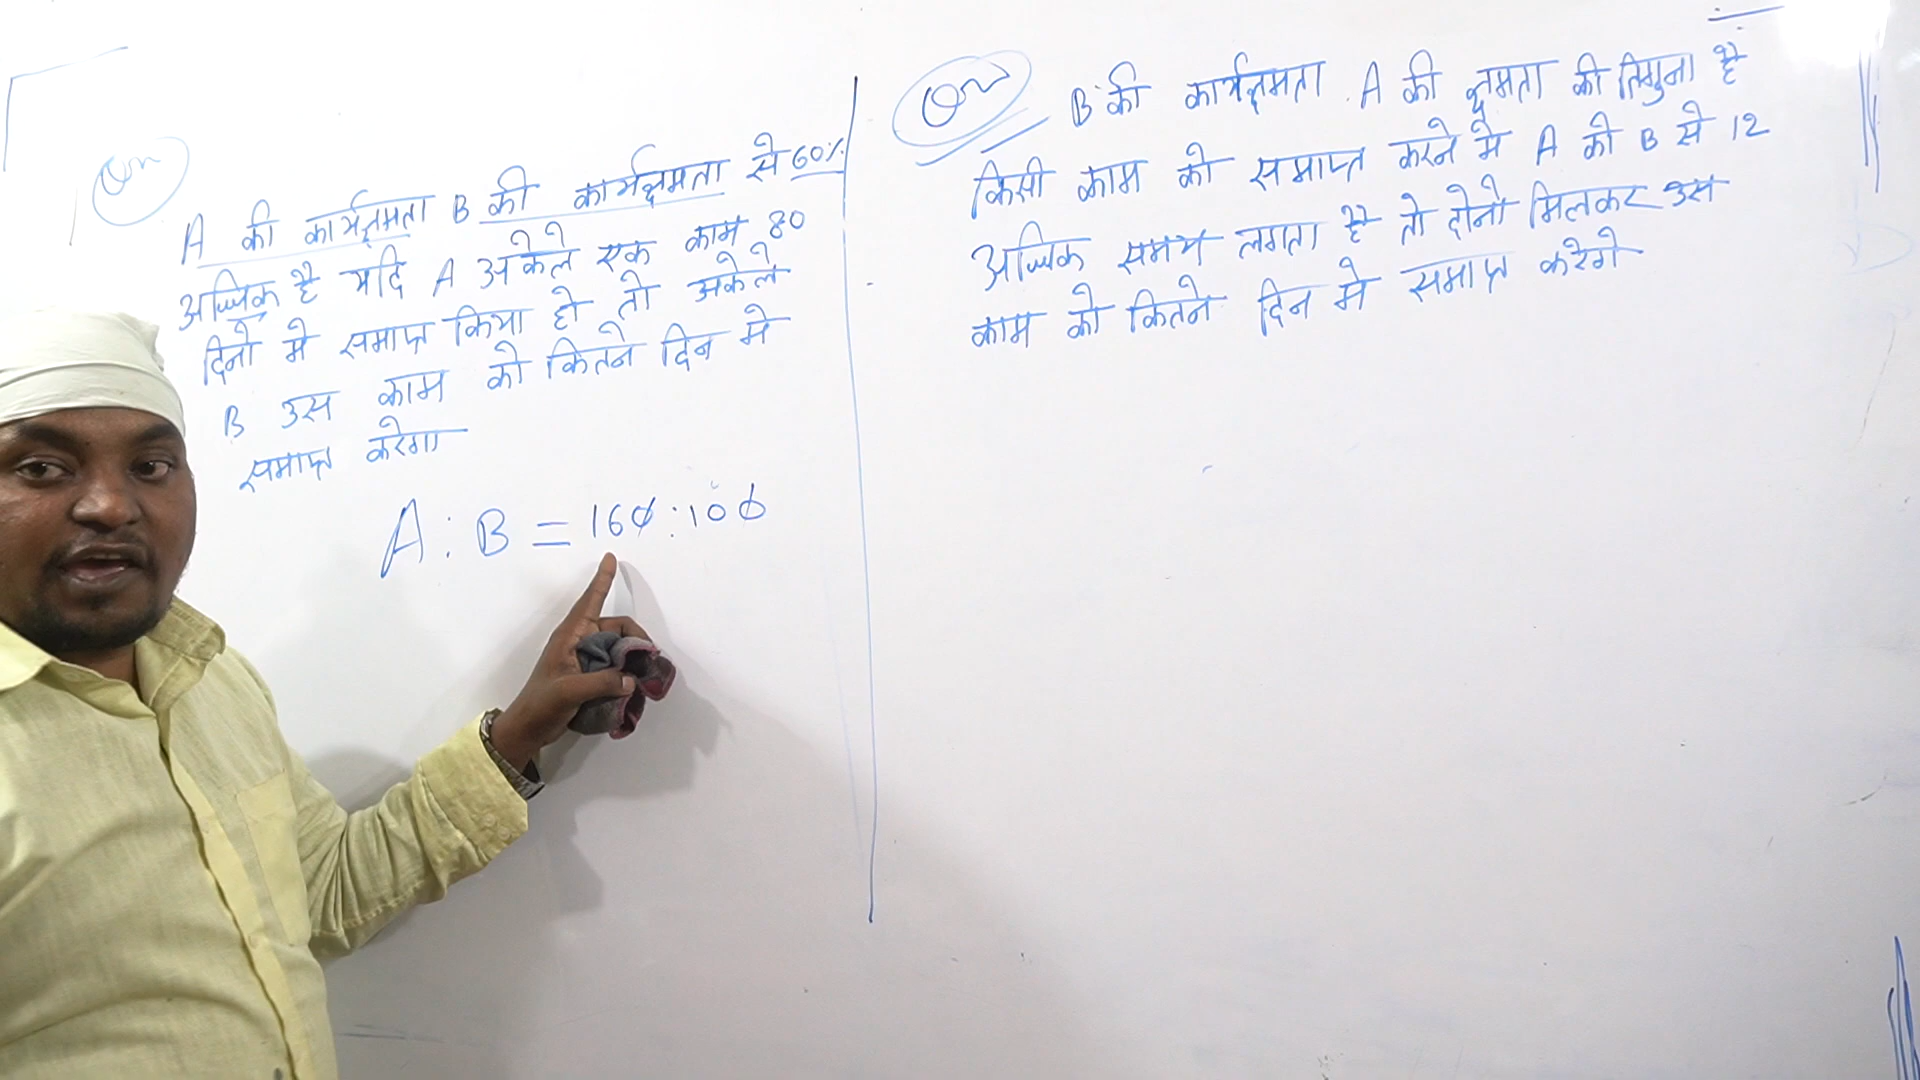 Qn
A की कार्यक्षमता B की कार्यक्षमता से 60%
अधिक है यदि A अकेले एक काम 80
दिनो मे समाप्त किया हो तो अकेले
B उस काम को कितने दिन मे
समाप्त करेगा
A : B = 160 : 100
Qn B की कार्यक्षमता A की क्षमता की तिगुना है
किसी काम को समाप्त करने मे A को B से 12
अधिक समय लगता है तो दोनो मिलकर उस
काम को कितने दिन मे समाप्त करेगे